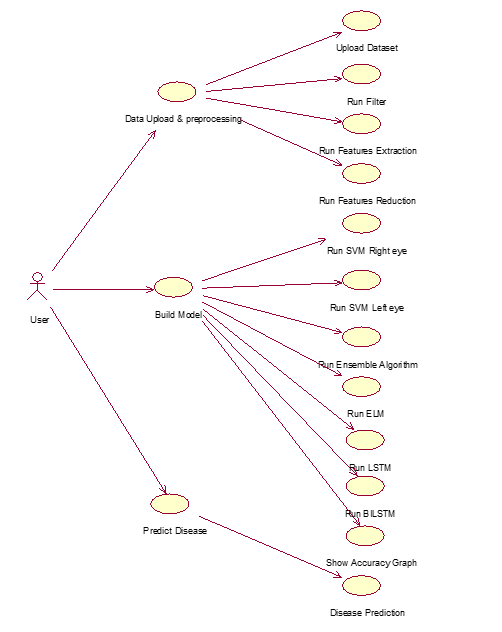 Upload Dataset
Run Filter
Data Upload & preprocessing
Run Features Extraction
Run Features Reduction
Run SVM Right eye
Run SVM Left eye
User
Build Model
Run Ensemble Algorithm
Run ELM
Run LSTM
Run BILSTM
Predict Disease
Show Accuracy Graph
Disease Prediction